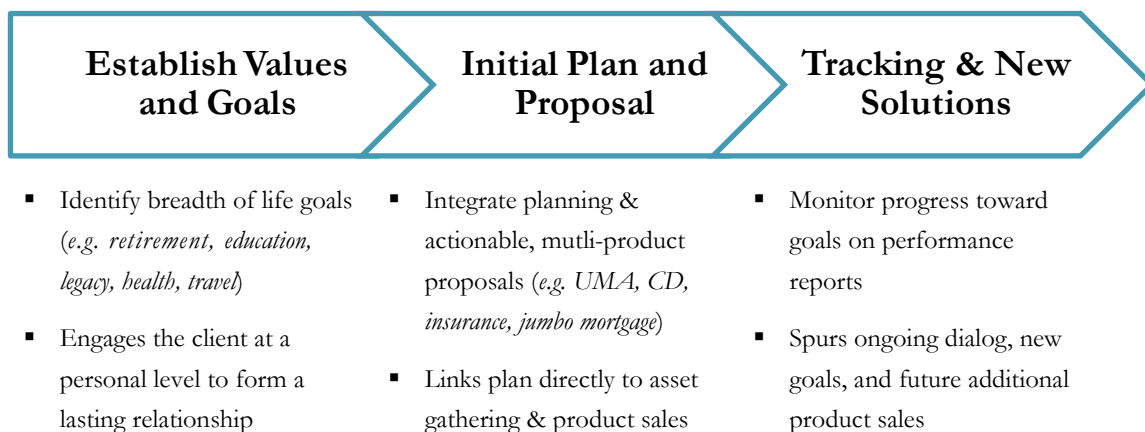 Establish Values
and Goals
Initial Plan and
Proposal
Tracking & New
Solutions
▪ Identify breadth of life goals
(e.g. retirement, education,
legacy, health, travel)
▪ Engages the client at a
personal level to form a
lasting relationship
▪ Integrate planning &
actionable, mutli-product
proposals (e.g. UMA, CD,
insurance, jumbo mortgage)
▪ Links plan directly to asset
gathering & product sales
▪ Monitor progress toward
goals on performance
reports
▪ Spurs ongoing dialog, new
goals, and future additional
product sales